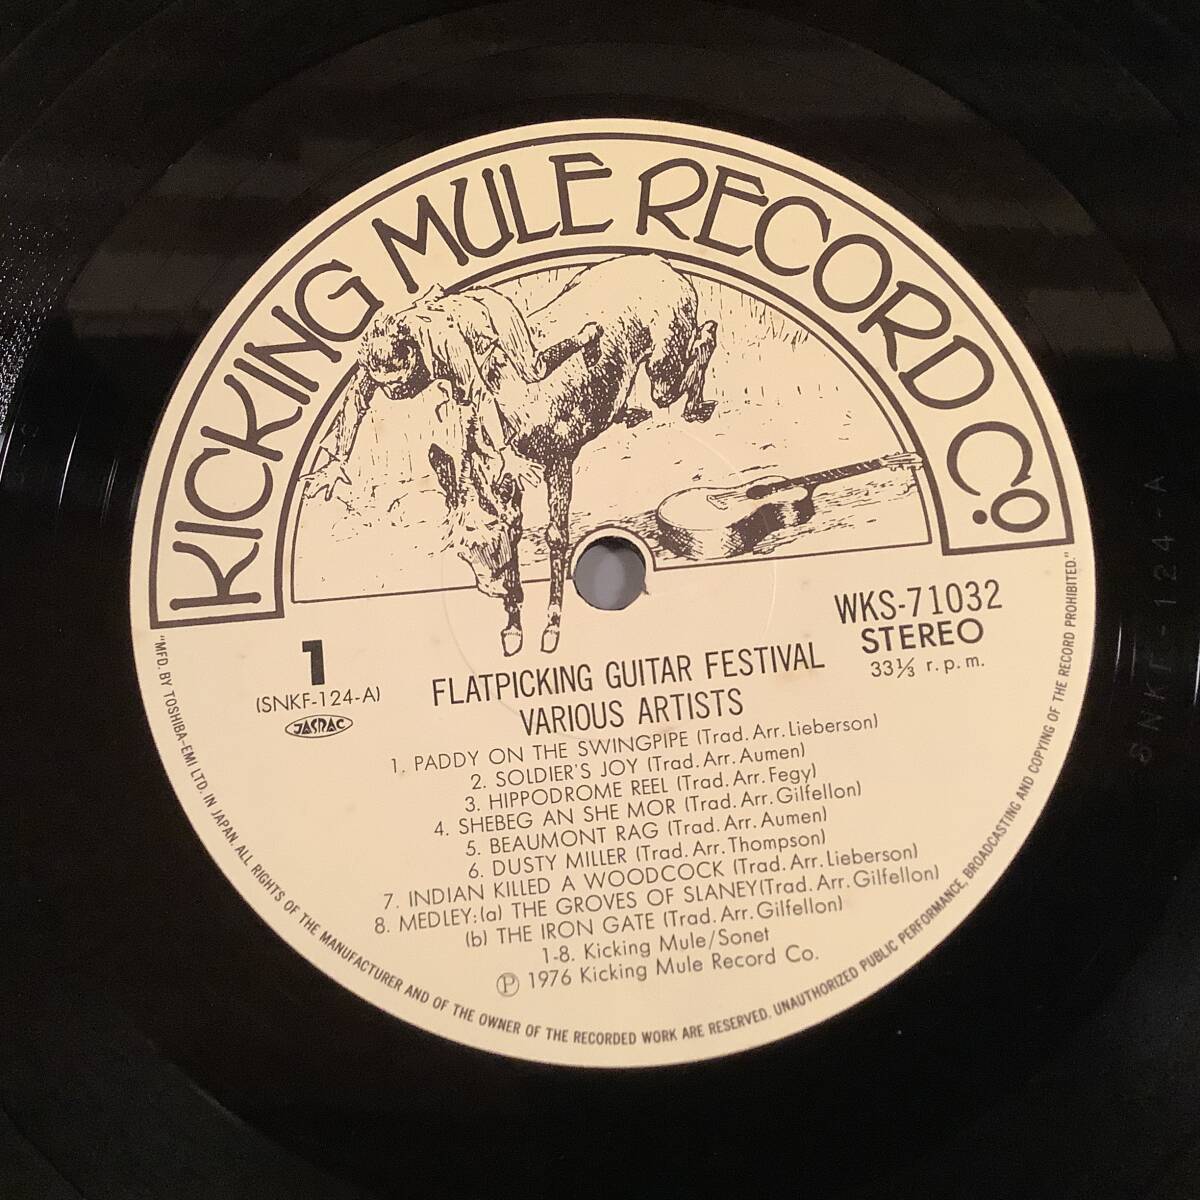 KICKING MULE RECORD Co.
WKS-71032
STEREO
33⅓ r.p.m.
1
(SNKF-124-A)
JASRAC
FLATPICKING GUITAR FESTIVAL
VARIOUS ARTISTS
1. PADDY ON THE SWINGPIPE (Trad. Arr. Lieberson)
2. SOLDIER'S JOY (Trad. Arr. Aumen)
3. HIPPODROME REEL (Trad. Arr. Fegy)
4. SHEBEG AN SHE MOR (Trad. Arr. Gilfellon)
5. BEAUMONT RAG (Trad. Arr. Aumen)
6. DUSTY MILLER (Trad. Arr. Thompson)
7. INDIAN KILLED A WOODCOCK (Trad. Arr. Lieberson)
8. MEDLEY: (a) THE GROVES OF SLANEY (Trad. Arr. Gilfellon)
(b) THE IRON GATE (Trad. Arr. Gilfellon)
1-8. Kicking Mule/Sonet
Ⓟ 1976 Kicking Mule Record Co.
"MFD. BY TOSHIBA-EMI LTD. IN JAPAN. ALL RIGHTS OF THE MANUFACTURER AND OF THE OWNER OF THE RECORDED WORK ARE RESERVED. UNAUTHORIZED PUBLIC PERFORMANCE, BROADCASTING AND COPYING OF THE RECORD PROHIBITED."
SNKF-124-A